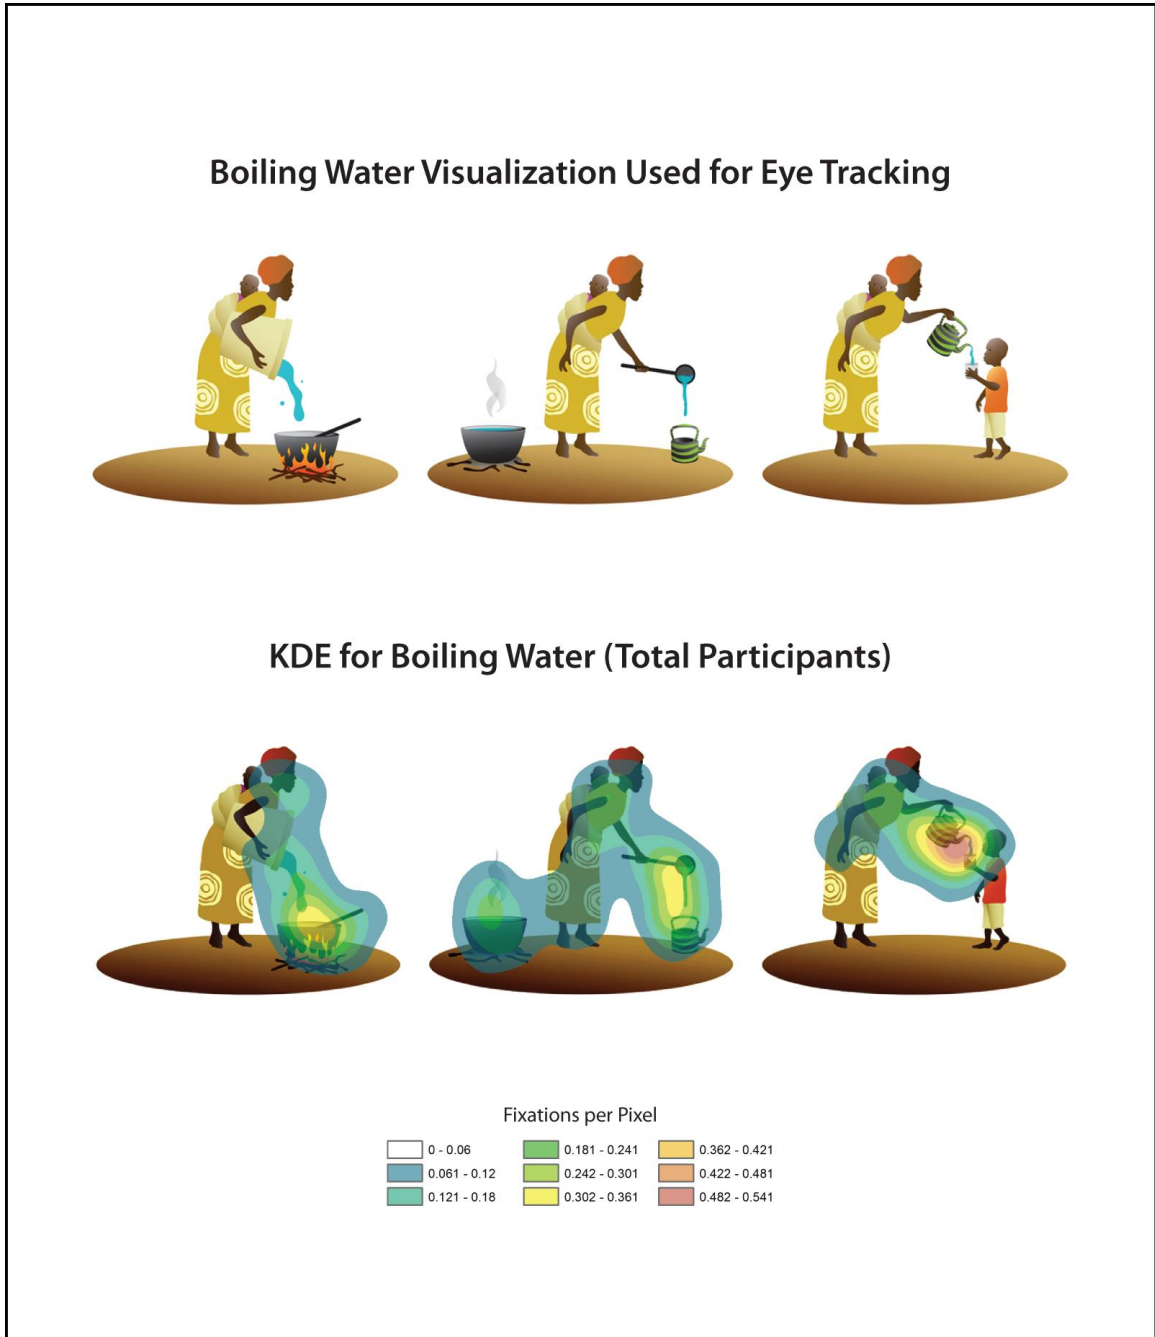 Boiling Water Visualization Used for Eye Tracking
KDE for Boiling Water (Total Participants)
Fixations per Pixel
0 - 0.06
0.061 - 0.12
0.121 - 0.18
0.181 - 0.241
0.242 - 0.301
0.302 - 0.361
0.362 - 0.421
0.422 - 0.481
0.482 - 0.541